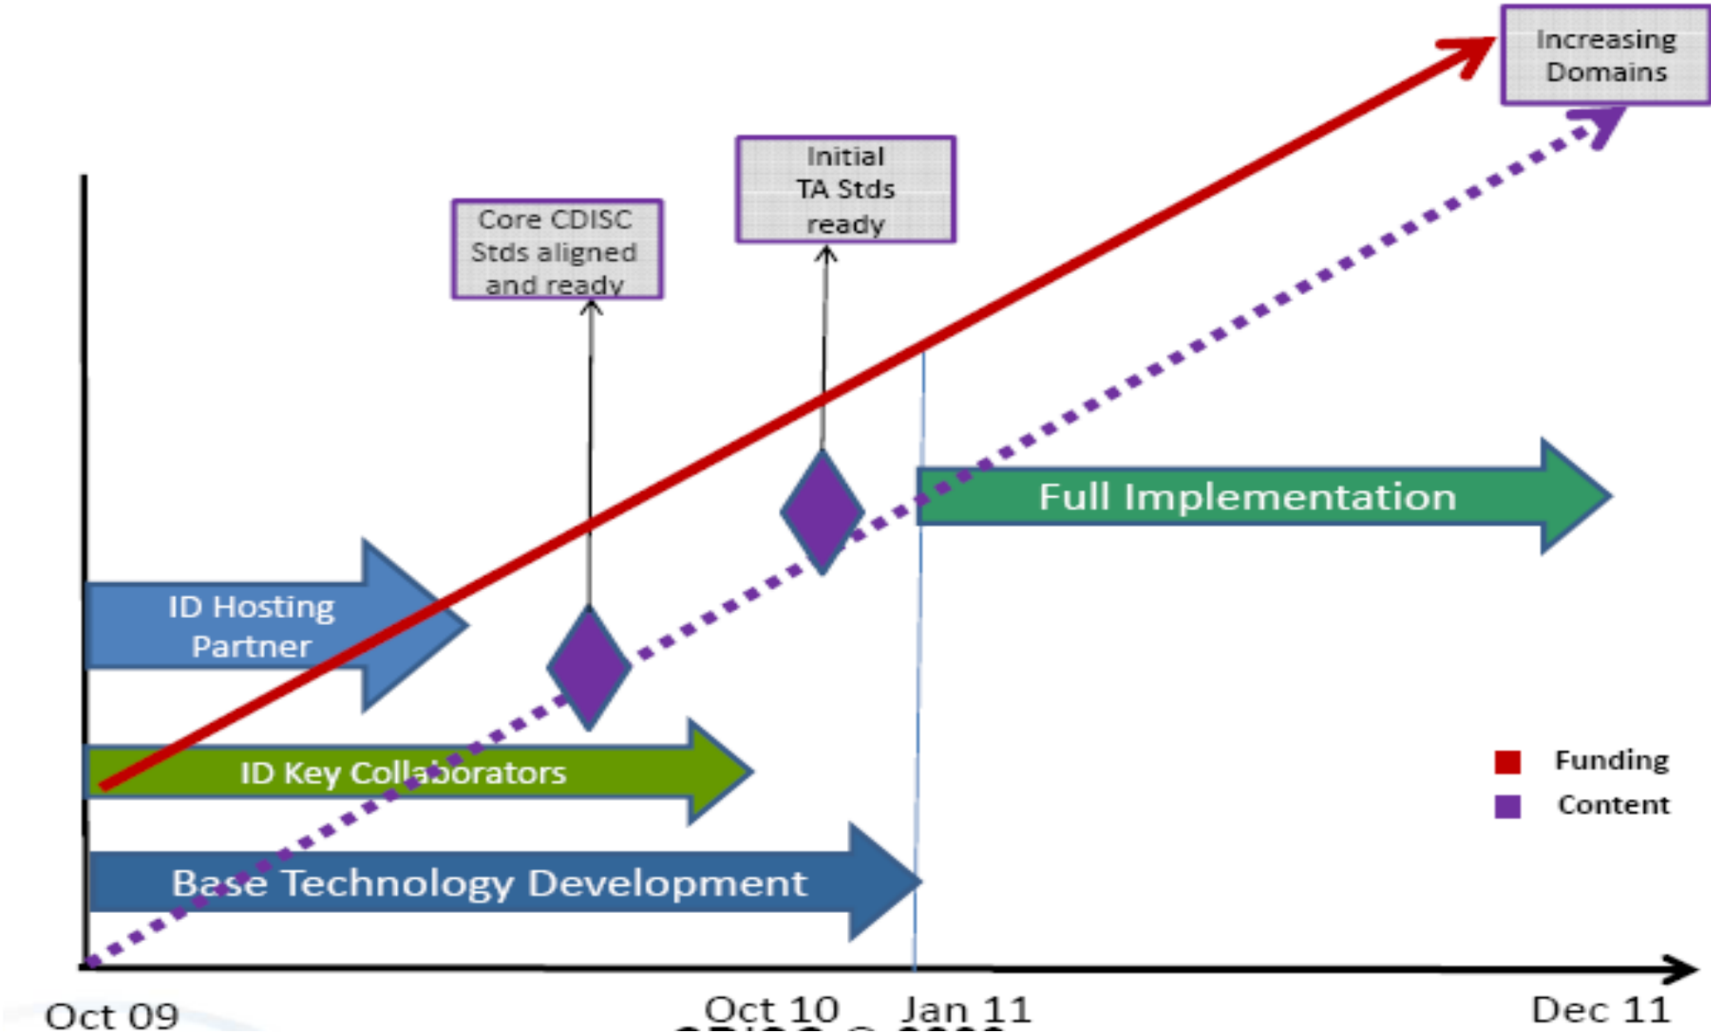 Increasing
Domains
Initial
TA Stds
ready
Core CDISC
Stds aligned
and ready
Full Implementation
ID Hosting
Partner
ID Key Collaborators
Funding
Content
Base Technology Development
Oct 09
Oct 10
Jan 11
Dec 11